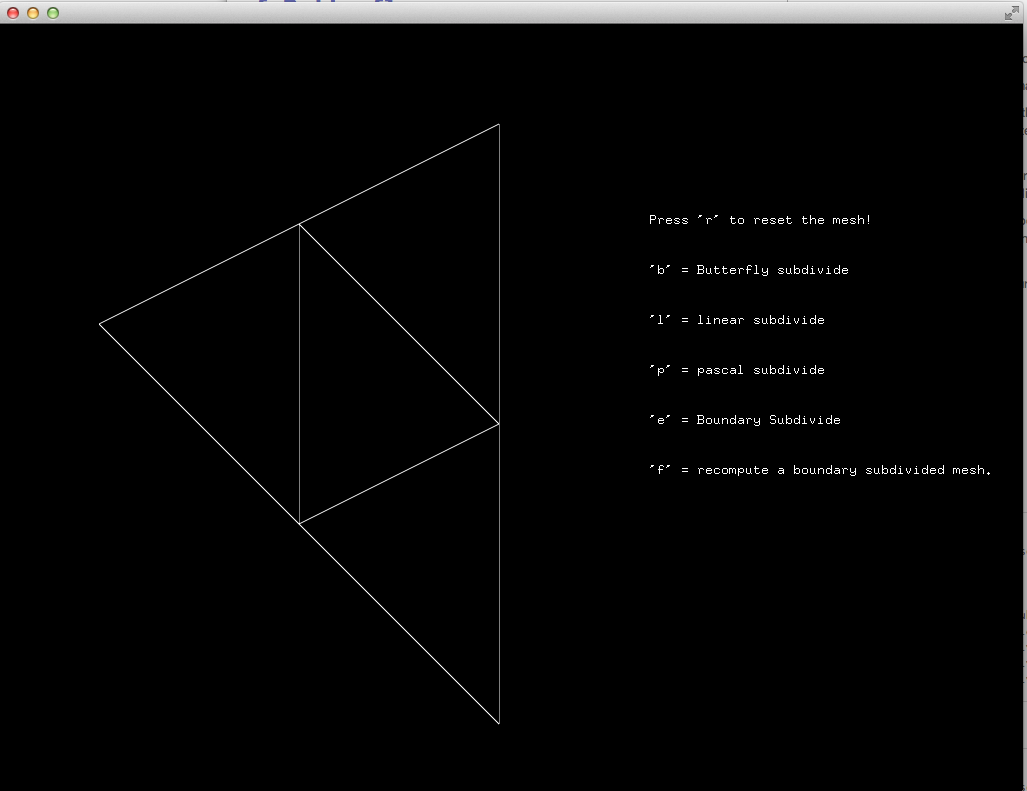 Press "r" to reset the mesh!
"b" = Butterfly subdivide
"l" = linear subdivide
"p" = pascal subdivide
"e" = Boundary Subdivide
"f" = recompute a boundary subdivided mesh.